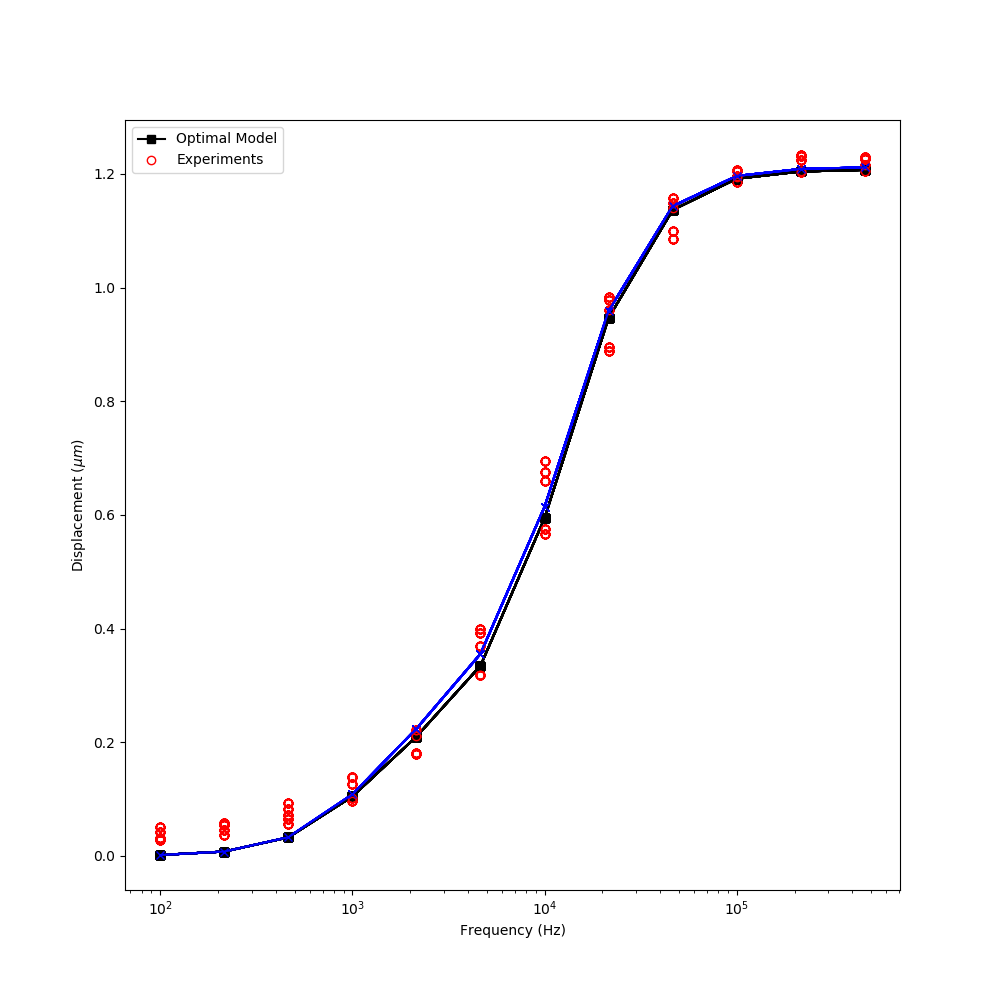 Optimal Model
Experiments
1.2
1.0
0.8
0.6
0.4
0.2
0.0
Displacement (μm)
10²
10³
10⁴
10⁵
Frequency (Hz)